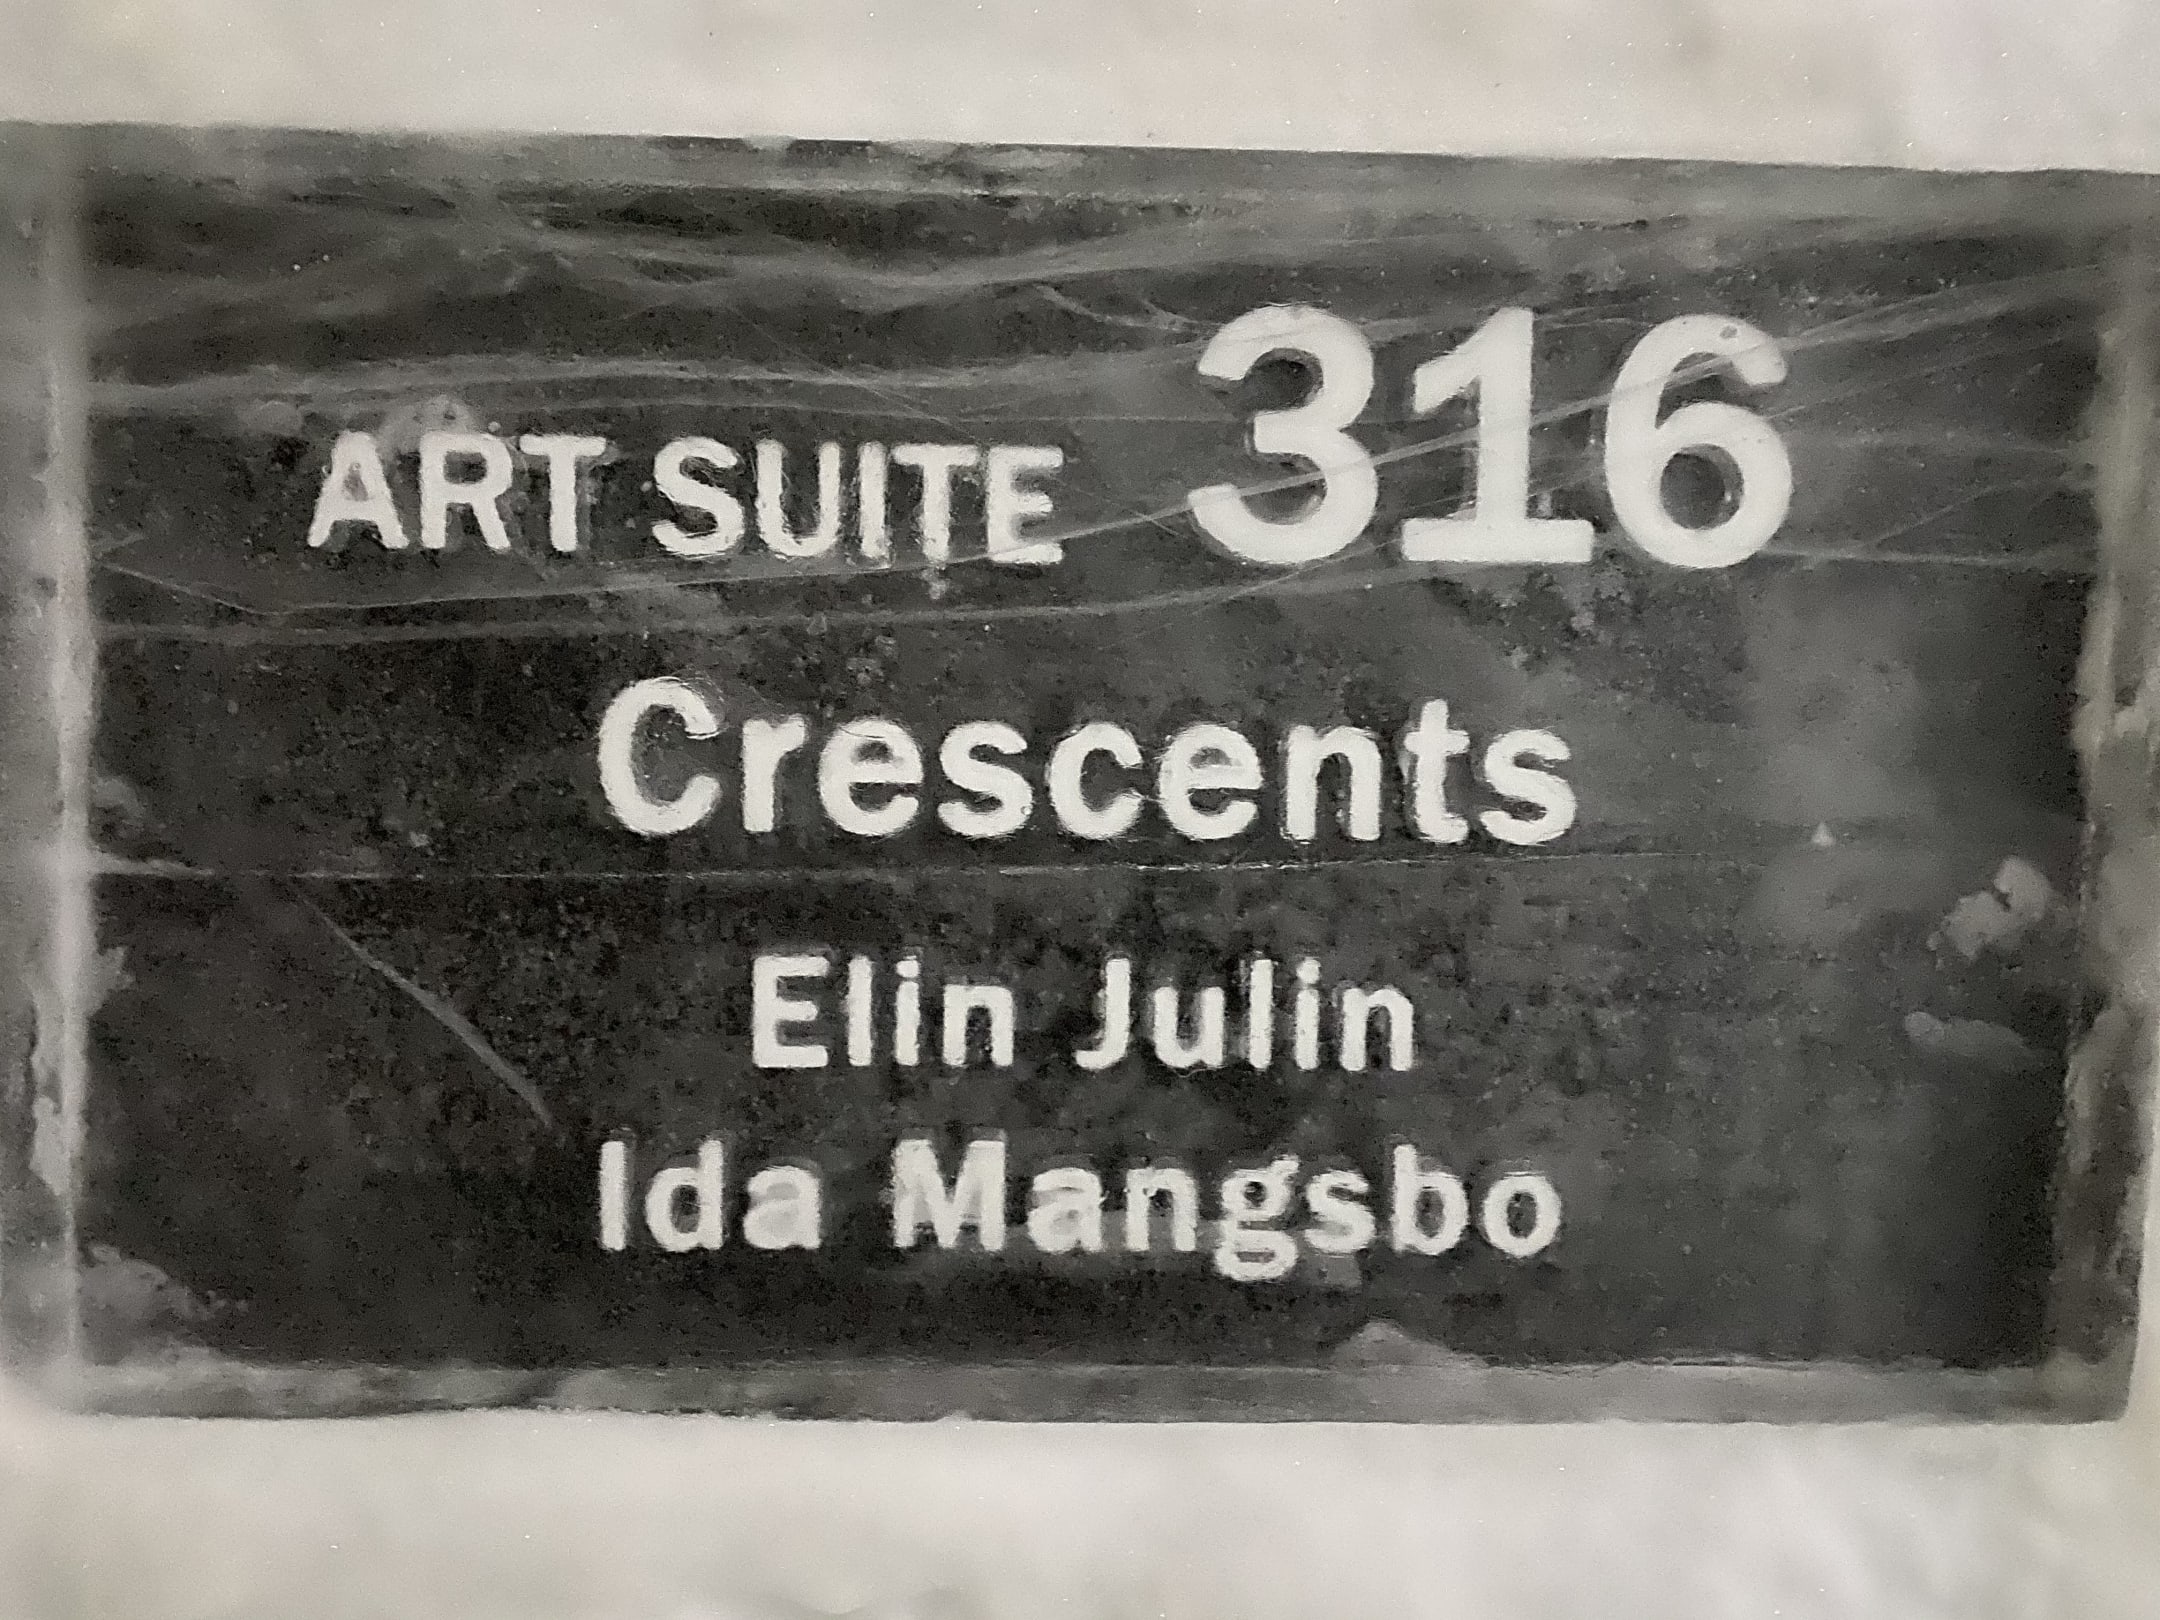 ART SUITE 316
Crescents
Elin Julin
Ida Mangsbo